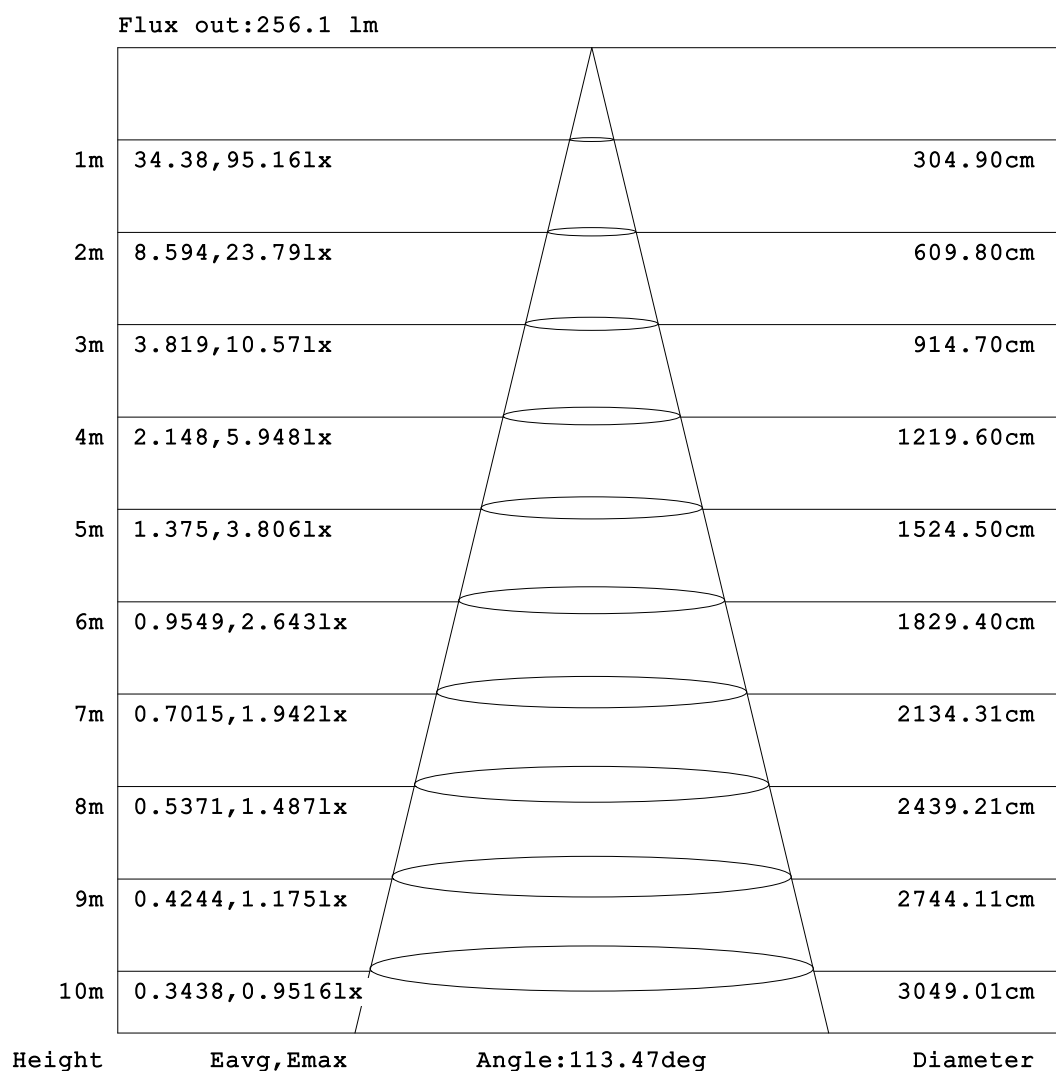 Flux out:256.1 lm
1m 34.38,95.16lx 304.90cm
2m 8.594,23.79lx 609.80cm
3m 3.819,10.57lx 914.70cm
4m 2.148,5.948lx 1219.60cm
5m 1.375,3.806lx 1524.50cm
6m 0.9549,2.643lx 1829.40cm
7m 0.7015,1.942lx 2134.31cm
8m 0.5371,1.487lx 2439.21cm
9m 0.4244,1.175lx 2744.11cm
10m 0.3438,0.9516lx 3049.01cm
Height Eavg,Emax Angle:113.47deg Diameter